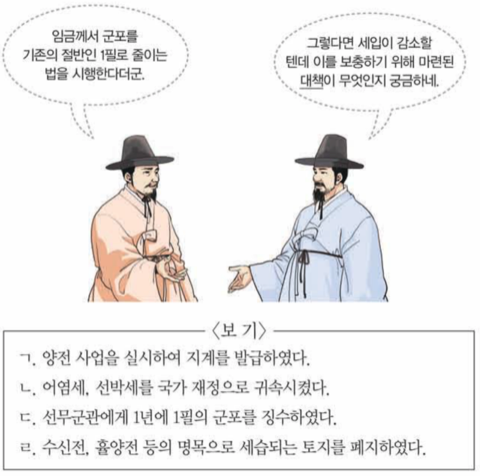 임금께서 군포를
기존의 절반인 1필로 줄이는
법을 시행한다더군.
그렇다면 세입이 감소할
텐데 이를 보충하기 위해 마련된
대책이 무엇인지 궁금하네.
<보 기>
ㄱ. 양전 사업을 실시하여 지계를 발급하였다.
ㄴ. 어염세, 선박세를 국가 재정으로 귀속시켰다.
ㄷ. 선무군관에게 1년에 1필의 군포를 징수하였다.
ㄹ. 수신전, 휼양전 등의 명목으로 세습되는 토지를 폐지하였다.